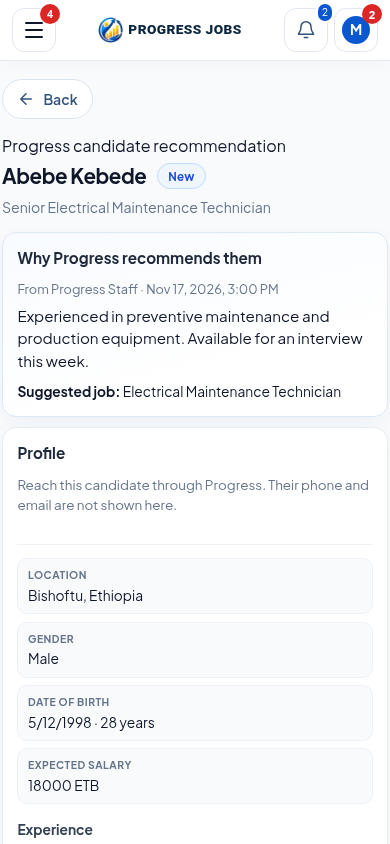 4
PROGRESS JOBS
2
M
2
Back
Progress candidate recommendation
Abebe Kebede
New
Senior Electrical Maintenance Technician
Why Progress recommends them
From Progress Staff · Nov 17, 2026, 3:00 PM
Experienced in preventive maintenance and
production equipment. Available for an interview
this week.
Suggested job: Electrical Maintenance Technician
Profile
Reach this candidate through Progress. Their phone and
email are not shown here.
LOCATION
Bishoftu, Ethiopia
GENDER
Male
DATE OF BIRTH
5/12/1998 · 28 years
EXPECTED SALARY
18000 ETB
Experience